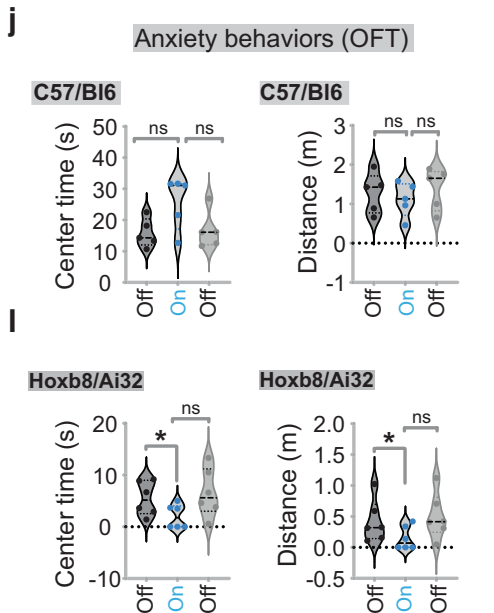 j
Anxiety behaviors (OFT)
C57/Bl6
C57/Bl6
Center time (s)
50
40
30
20
10
0
ns
ns
Off
On
Off
Distance (m)
3
2
1
0
-1
ns
ns
Off
On
Off
l
Hoxb8/Ai32
Hoxb8/Ai32
Center time (s)
20
10
0
-10
*
ns
Off
On
Off
Distance (m)
2.0
1.5
1.0
0.5
0.0
-0.5
*
ns
Off
On
Off